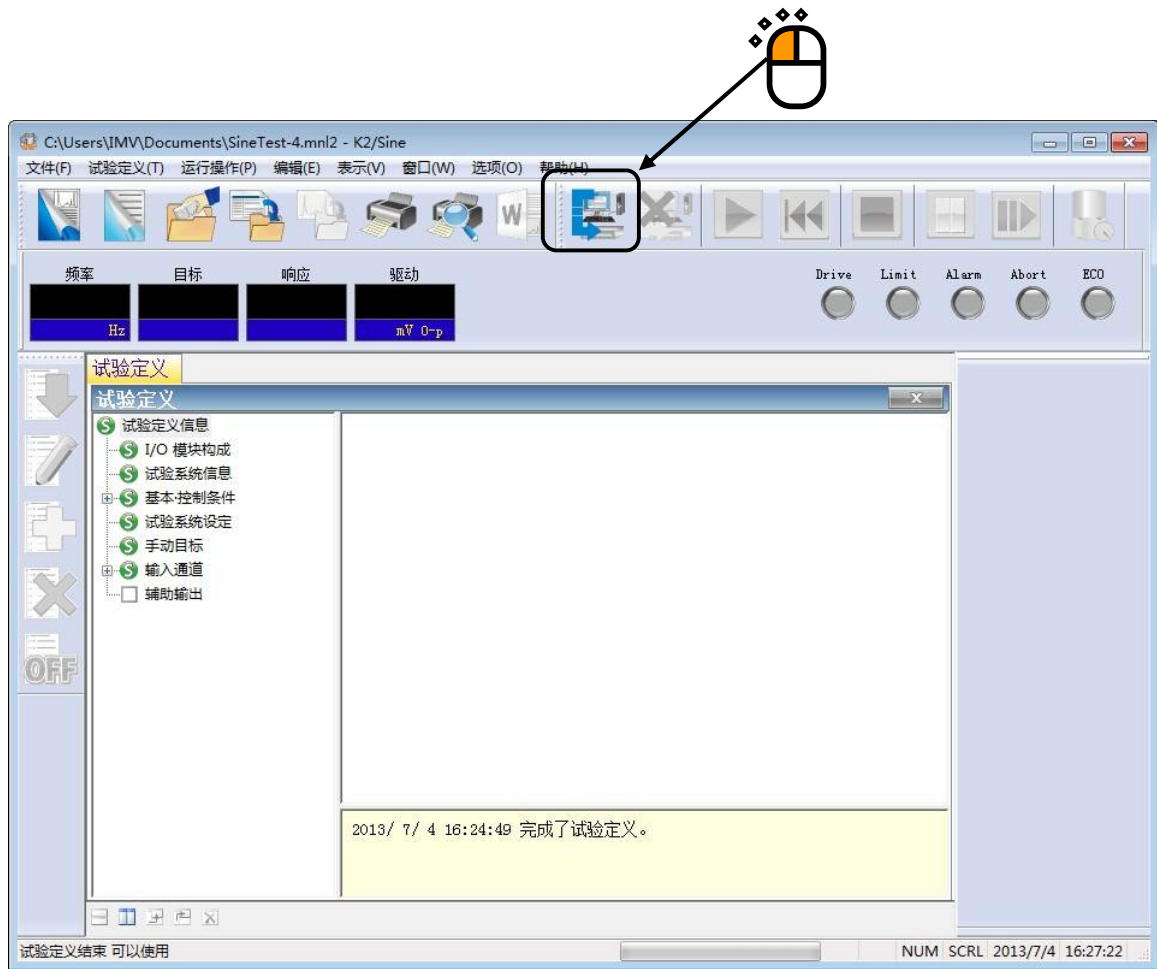 C:\Users\IMV\Documents\SineTest-4.mnl2 - K2/Sine
文件(F) 试验定义(T) 运行操作(P) 编辑(E) 表示(V) 窗口(W) 选项(O) 帮助(H)
W
频率 目标 响应 驱动 Drive Limit Alarm Abort ECO
Hz mV 0-p
试验定义
试验定义
试验定义信息
I/O 模块构成
试验系统信息
基本·控制条件
试验系统设定
手动目标
输入通道
辅助输出
OFF
2013/ 7/ 4 16:24:49 完成了试验定义。
试验定义结束 可以使用 NUM SCRL 2013/7/4 16:27:22